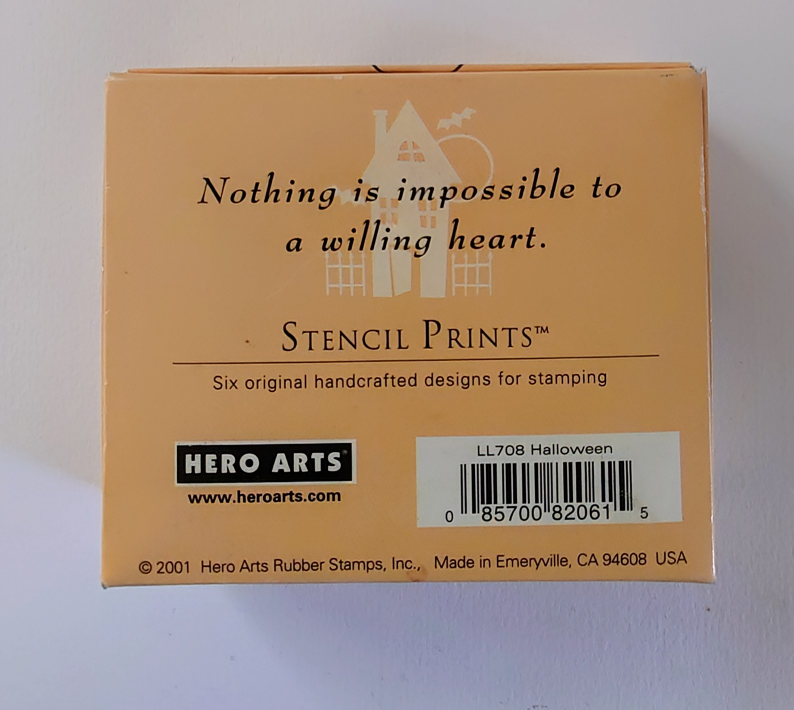 Nothing is impossible to
a willing heart.
STENCIL PRINTS™
Six original handcrafted designs for stamping
HERO ARTS®
www.heroarts.com
LL708 Halloween
0 85700 82061 5
© 2001 Hero Arts Rubber Stamps, Inc., Made in Emeryville, CA 94608 USA